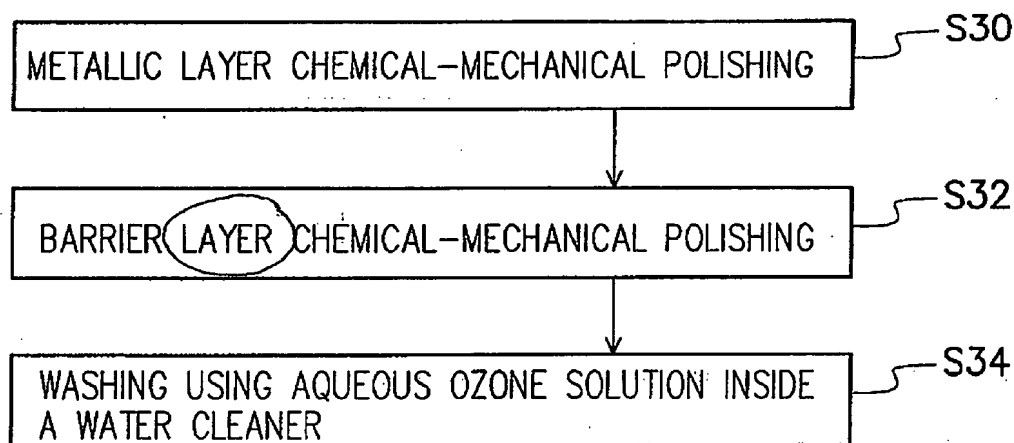 METALLIC LAYER CHEMICAL-MECHANICAL POLISHING
S30
BARRIER LAYER CHEMICAL-MECHANICAL POLISHING
S32
WASHING USING AQUEOUS OZONE SOLUTION INSIDE
A WATER CLEANER
S34